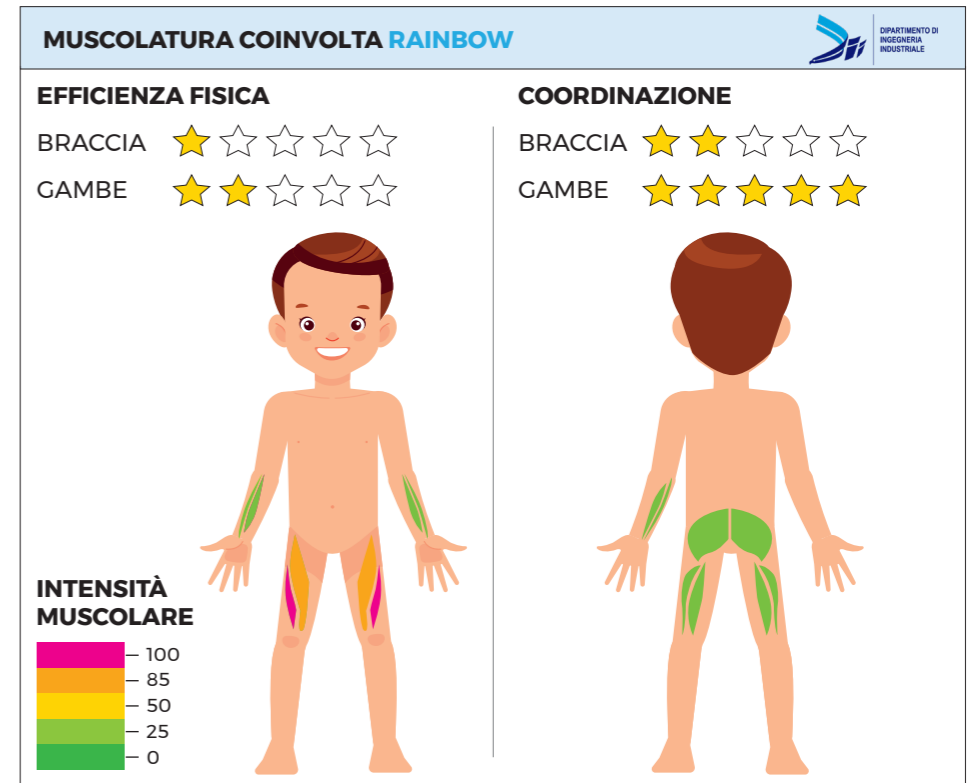 MUSCOLATURA COINVOLTA RAINBOW
DIPARTIMENTO DI
INGEGNERIA
INDUSTRIALE
EFFICIENZA FISICA
BRACCIA
GAMBE
COORDINAZIONE
BRACCIA
GAMBE
INTENSITÀ
MUSCOLARE
100
85
50
25
0